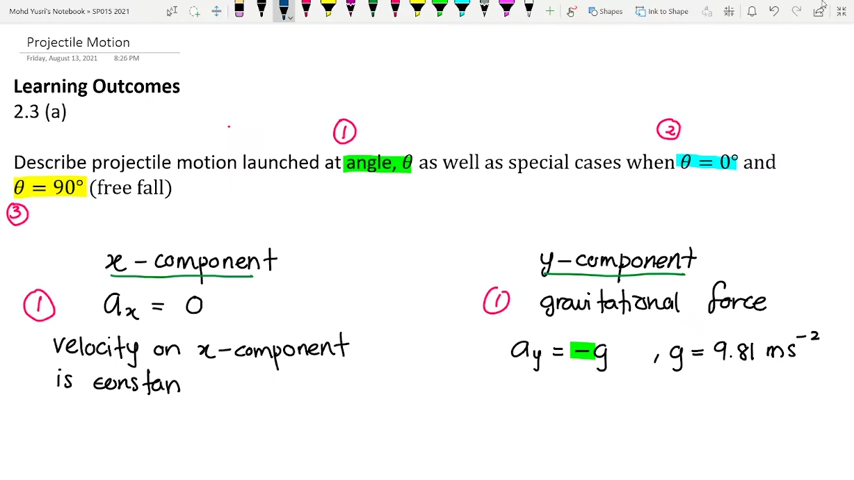 Mohd Yusri's Notebook » SP015 2021
Shapes
Ink to Shape
Projectile Motion
Friday, August 13, 2021 8:26 PM
Learning Outcomes
2.3 (a)
① ②
Describe projectile motion launched at angle, θ as well as special cases when θ = 0° and
θ = 90° (free fall)
③
x - component
① aₓ = 0
velocity on x-component
is constan
y-component
① gravitational force
a_y = -g , g = 9.81 ms⁻²